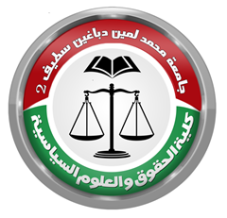 جامعة محمد لمين دباغين سطيف 2
كلية الحقوق والعلوم السياسية